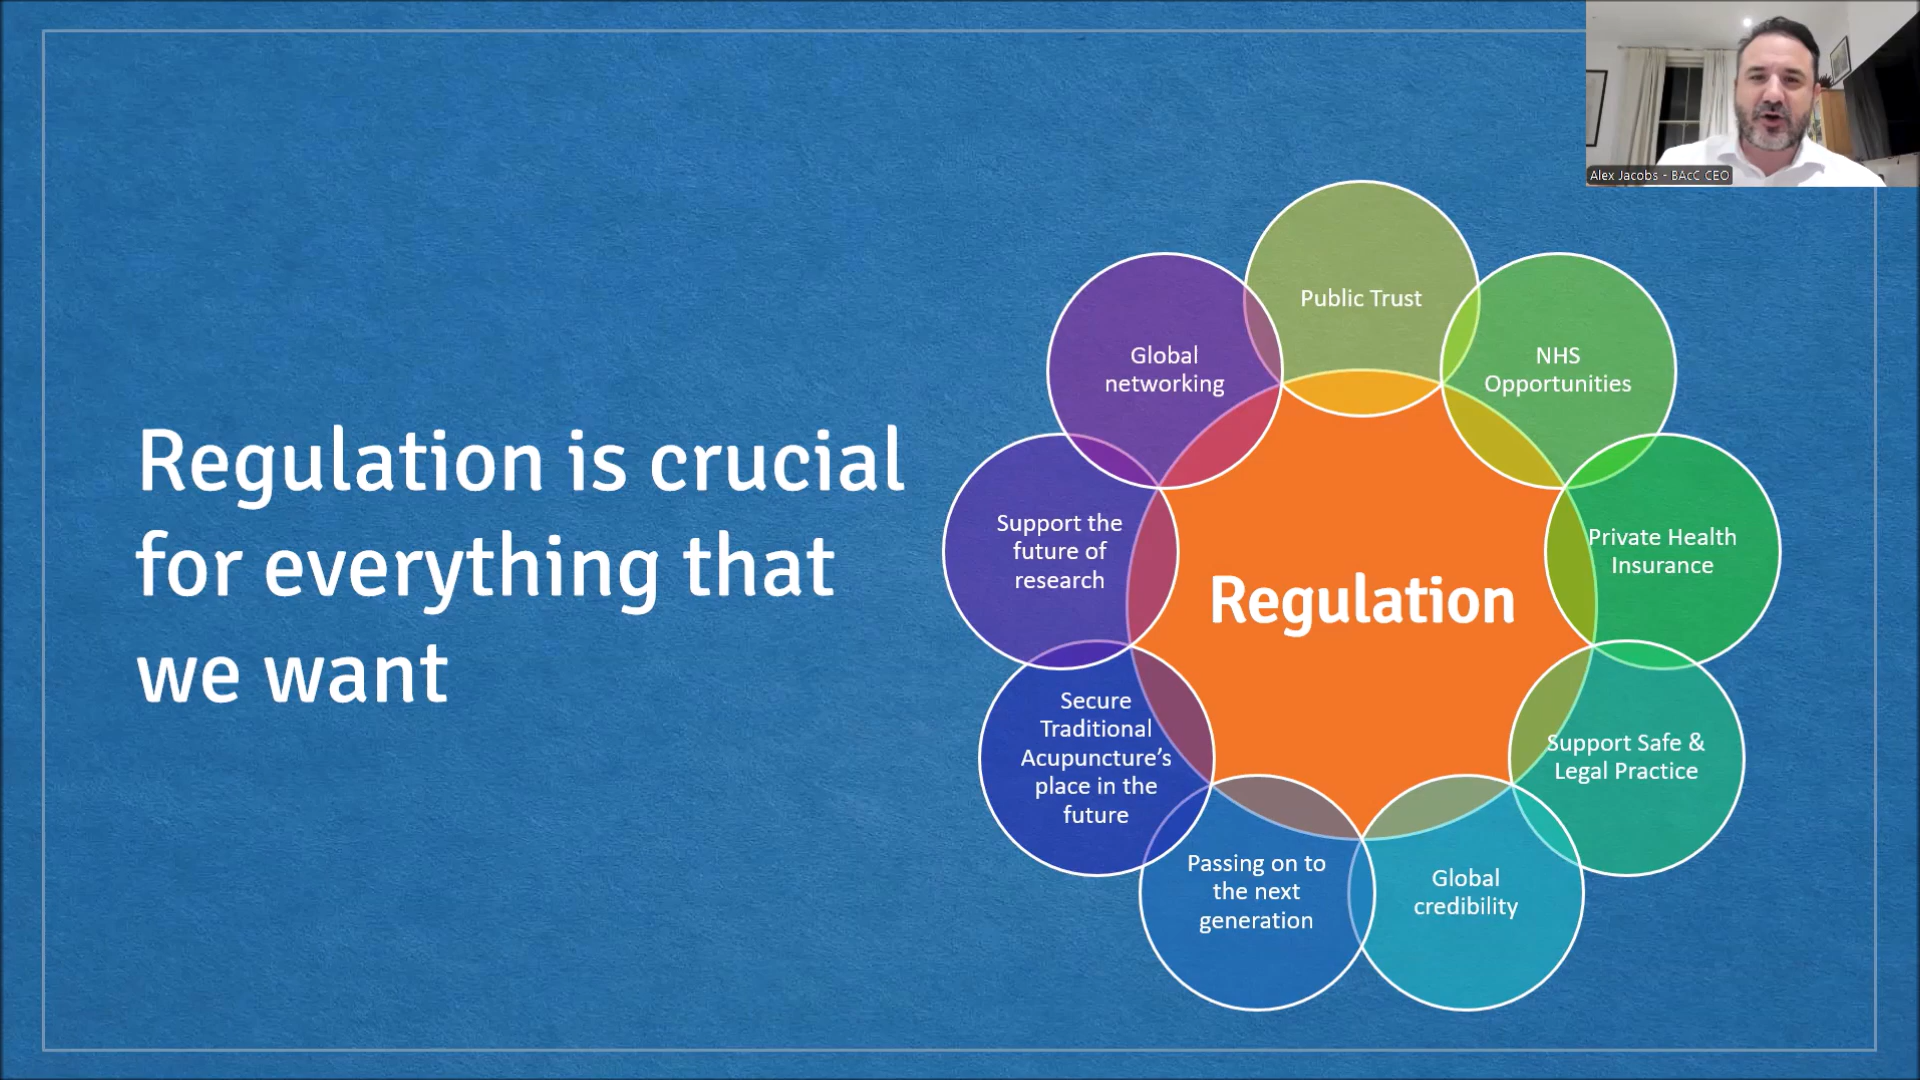 Alex Jacobs - BAcC CEO
Regulation is crucial
for everything that
we want
Regulation
Public Trust
NHS
Opportunities
Private Health
Insurance
Support Safe &
Legal Practice
Global
credibility
Passing on to
the next
generation
Secure
Traditional
Acupuncture’s
place in the
future
Support the
future of
research
Global
networking